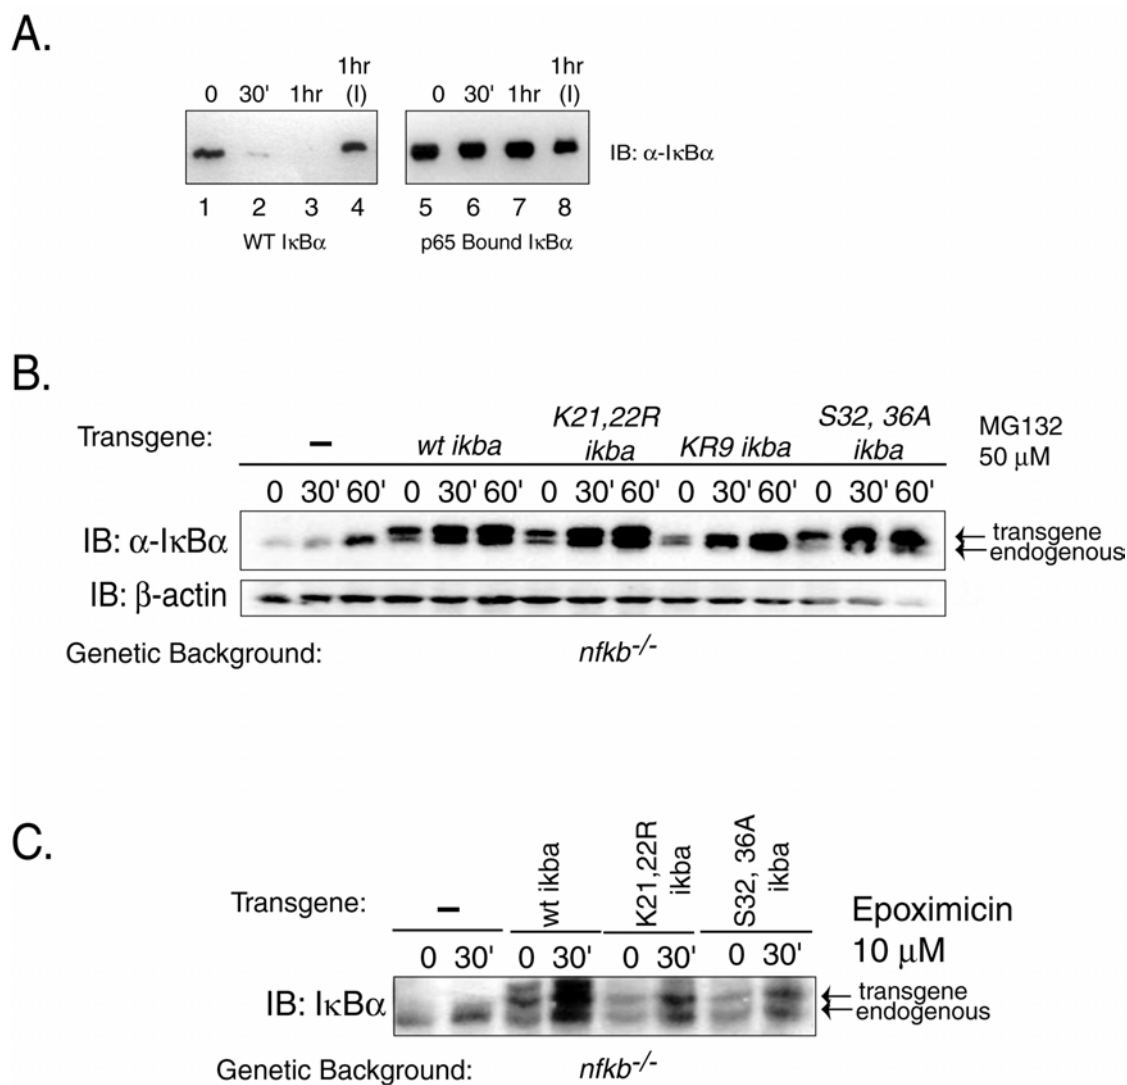 A.
0 30' 1hr 1hr (I) 0 30' 1hr 1hr (I)
IB: α-IκBα
1 2 3 4 5 6 7 8
WT IκBα p65 Bound IκBα
B.
Transgene: – wt ikba K21,22R ikba KR9 ikba S32, 36A ikba
MG132
50 μM
0 30' 60' 0 30' 60' 0 30' 60' 0 30' 60' 0 30' 60'
IB: α-IκBα
transgene
endogenous
IB: β-actin
Genetic Background: nfkb-/-
C.
Transgene: – wt ikba K21,22R ikba S32, 36A ikba
Epoximicin
10 μM
0 30' 0 30' 0 30' 0 30'
IB: IκBα
transgene
endogenous
Genetic Background: nfkb-/-